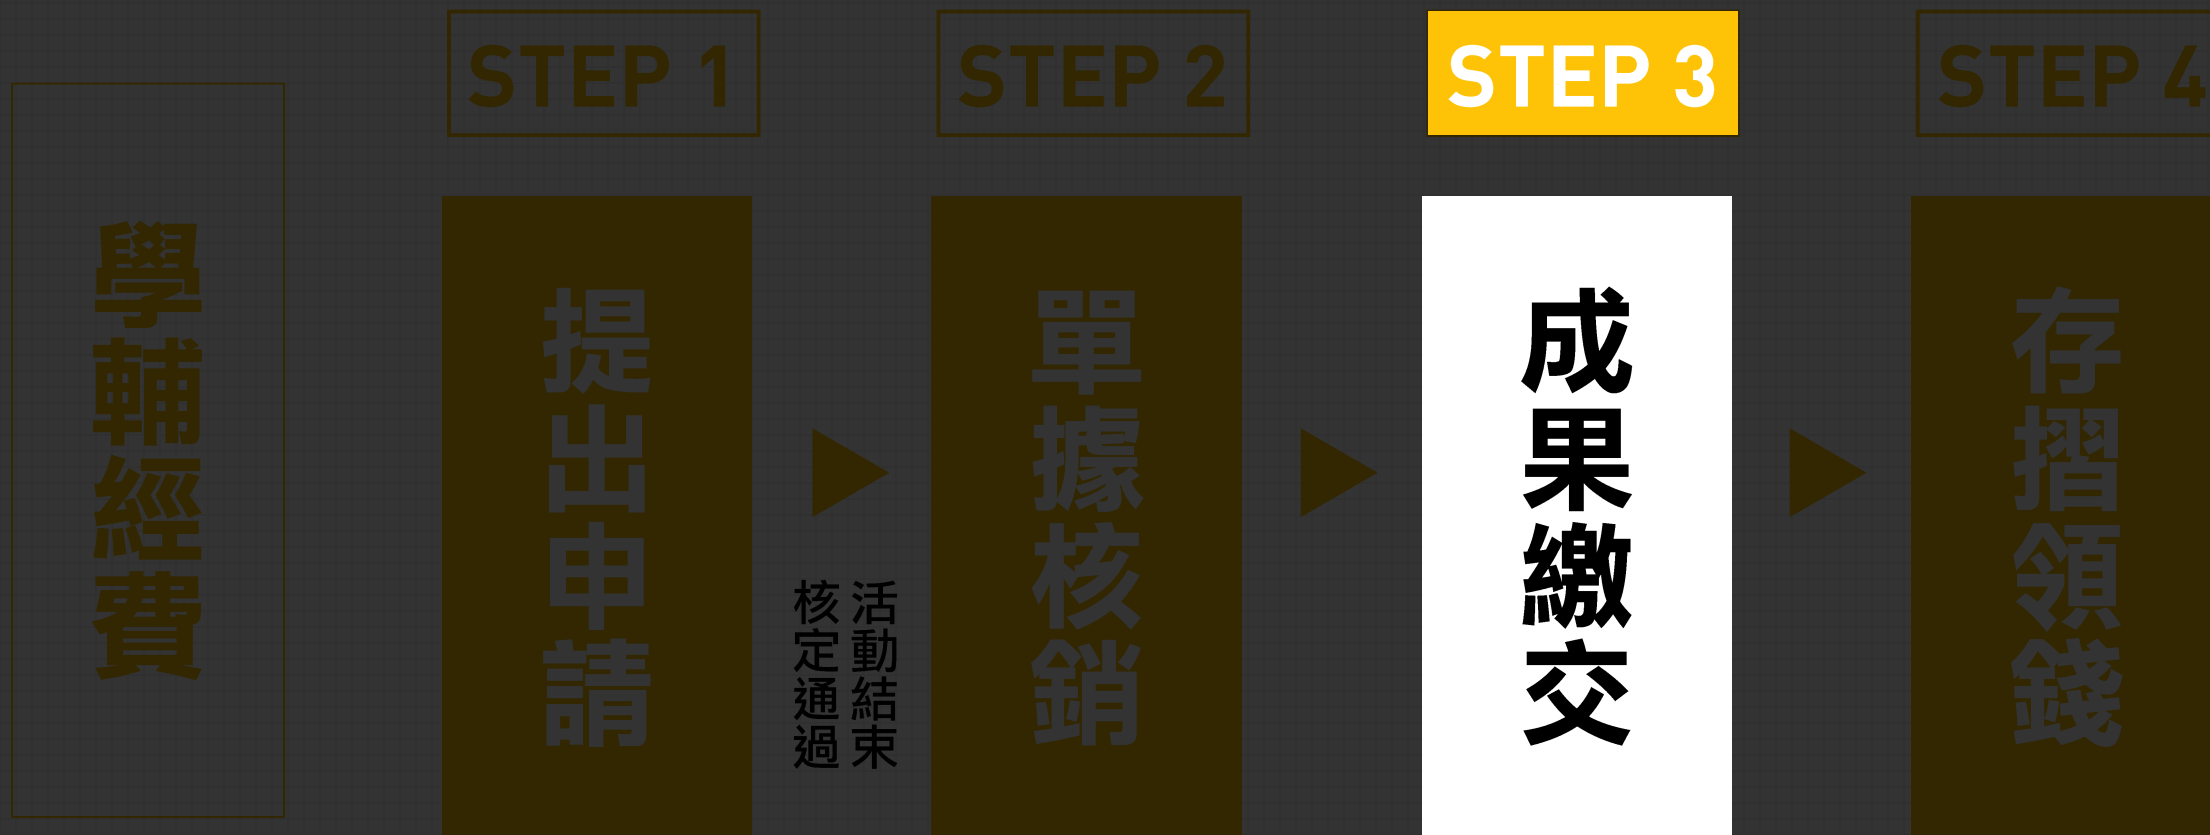 學輔經費
STEP 1
提出申請
活動結束
核定通過
STEP 2
單據核銷
STEP 3
成果繳交
STEP 4
存摺領錢